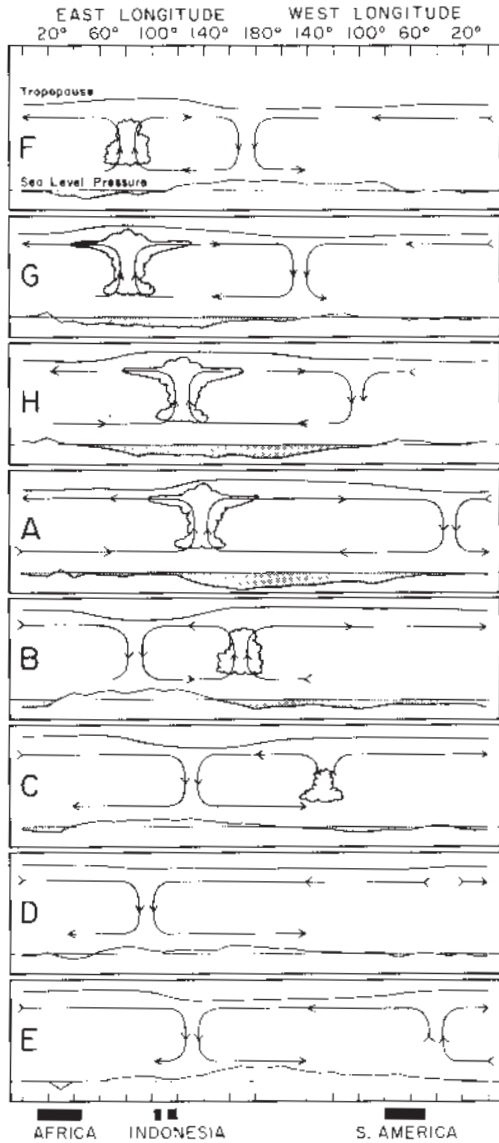 EAST LONGITUDE WEST LONGITUDE
20° 60° 100° 140° 180° 140° 100° 60° 20°
Tropopause
F
Sea Level Pressure
G
H
A
B
C
D
E
AFRICA INDONESIA S. AMERICA